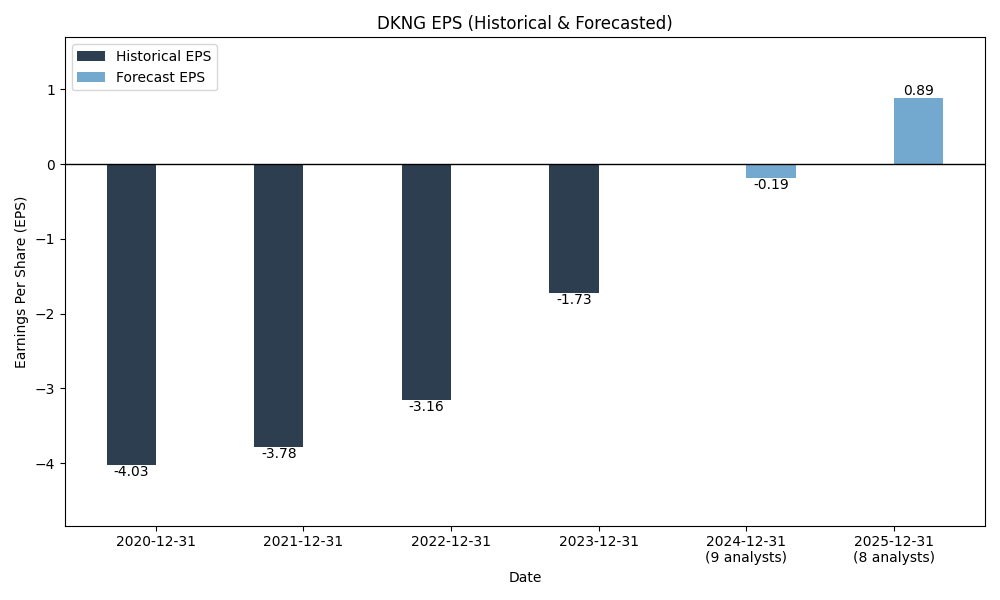 DKNG EPS (Historical & Forecasted)
Historical EPS
Forecast EPS
Earnings Per Share (EPS)
1
0
−1
−2
−3
−4
-4.03
-3.78
-3.16
-1.73
-0.19
0.89
2020-12-31
2021-12-31
2022-12-31
2023-12-31
2024-12-31
(9 analysts)
2025-12-31
(8 analysts)
Date